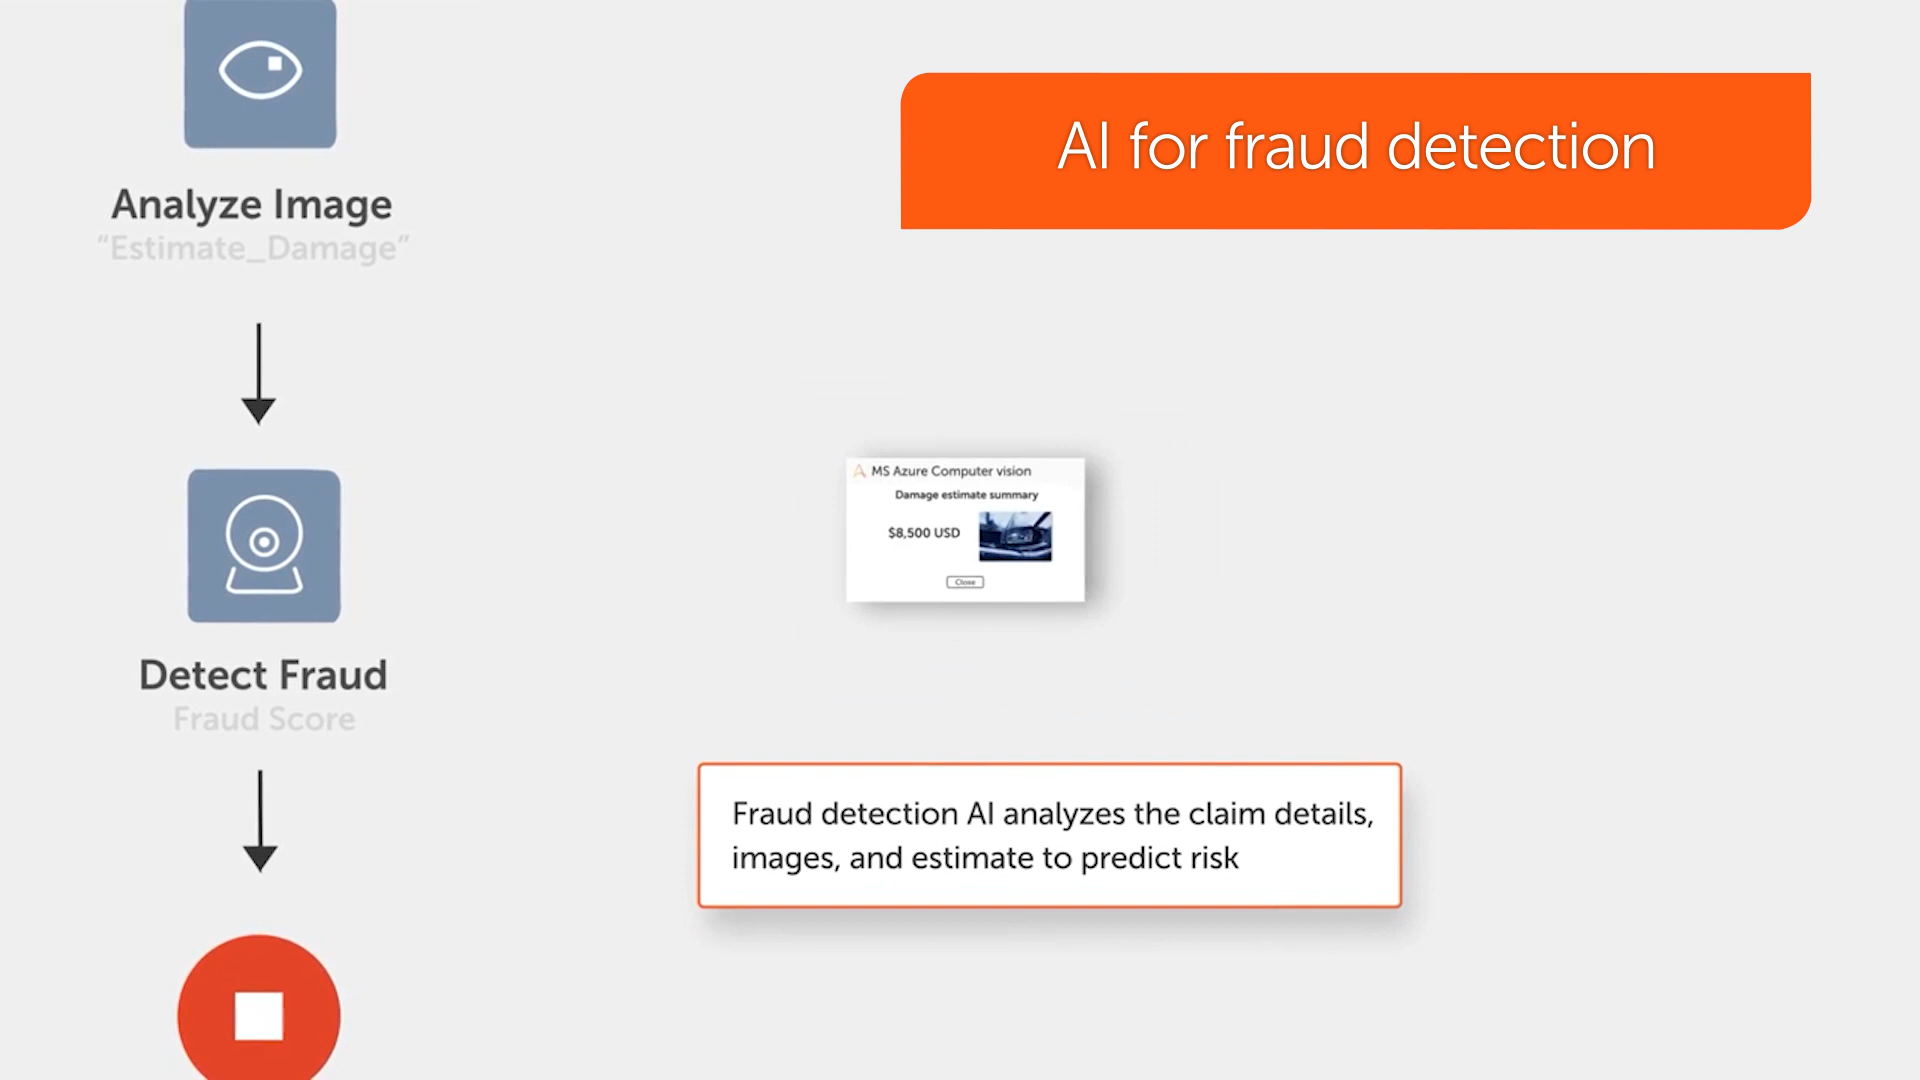 AI for fraud detection
Analyze Image
“Estimate_Damage”
MS Azure Computer vision
Damage estimate summary
$8,500 USD
Close
Detect Fraud
Fraud Score
Fraud detection AI analyzes the claim details,
images, and estimate to predict risk